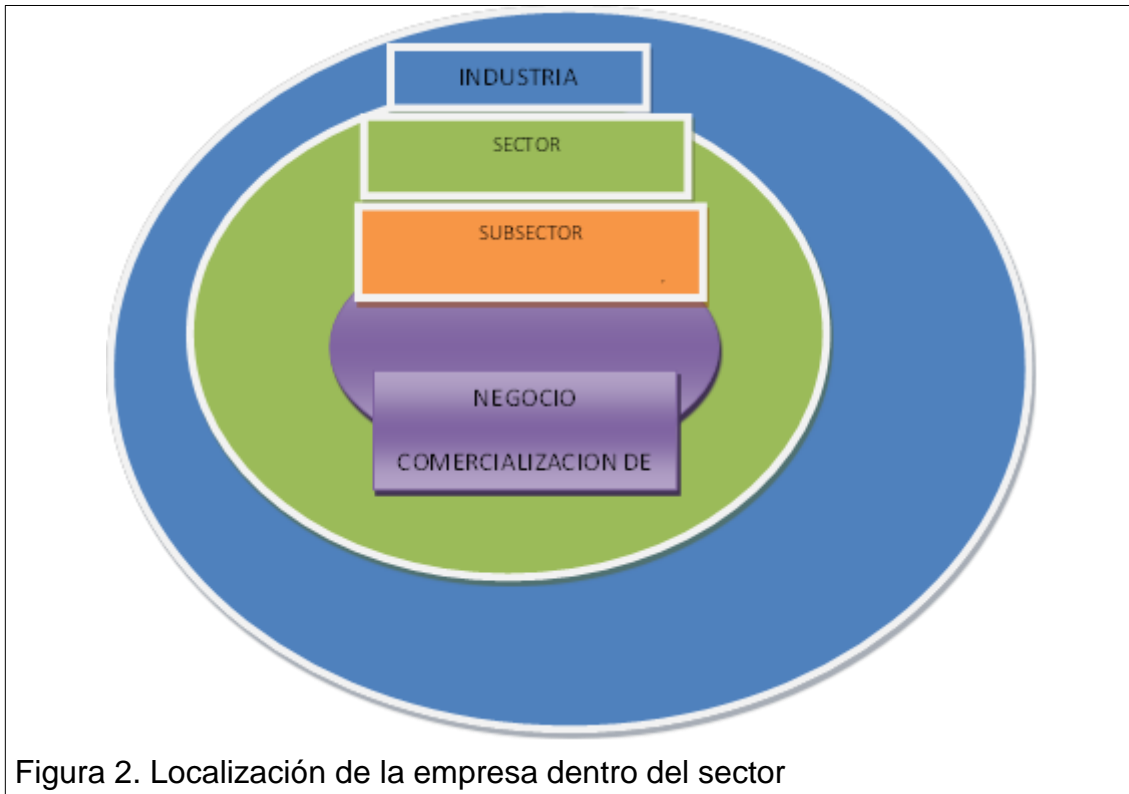 INDUSTRIA
SECTOR
SUBSECTOR
.
NEGOCIO
COMERCIALIZACION DE
Figura 2. Localización de la empresa dentro del sector